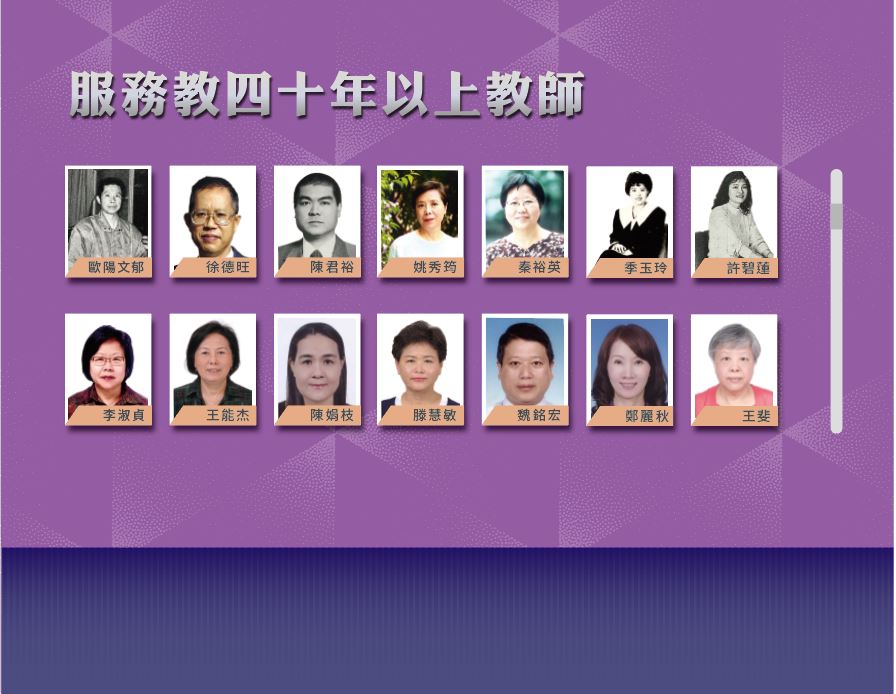 服務教四十年以上教師
歐陽文郁 徐德旺 陳君裕 姚秀筠 秦裕英 季玉玲 許碧蓮
李淑貞 王能杰 陳娟枝 滕慧敏 魏銘宏 鄭麗秋 王斐